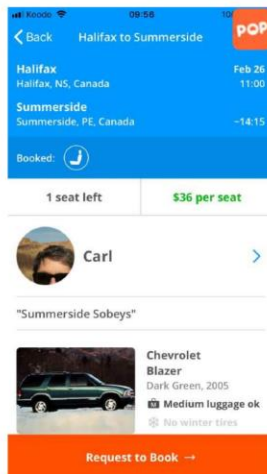 Koodo 09:56
Back Halifax to Summerside POP
Halifax Feb 26
Halifax, NS, Canada 11:00
Summerside
Summerside, PE, Canada ~14:15
Booked:
1 seat left $36 per seat
Carl
"Summerside Sobeys"
Chevrolet
Blazer
Dark Green, 2005
Medium luggage ok
No winter tires
Request to Book →